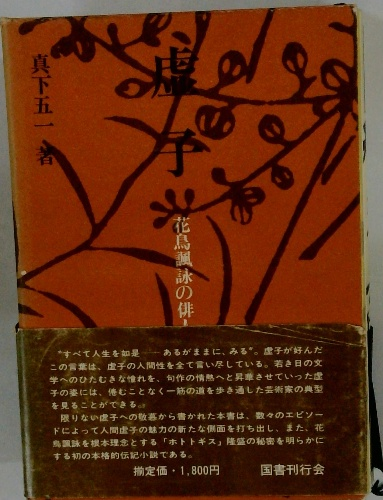 虚子
真下五一 著
花鳥諷詠の俳
“すべて人生を如是――あるがままに、みる”。虚子が好んだ
この言葉は、虚子の人間性を全て言い尽している。若き日の文
学へのひたむきな憧れを、句作の情熱へと昇華させていった虚
子の姿には、倦むことなく一筋の道を歩き通した芸術家の典型
を見ることができる。
限りない虚子への敬慕から書かれた本書は、数々のエピソー
ドによって人間虚子の魅力の新たな側面を打ち出し、また、花
鳥諷詠を根本理念とする「ホトトギス」隆盛の秘密を明らかに
する初の本格的伝記小説である。
揃定価・1,800円
国書刊行会